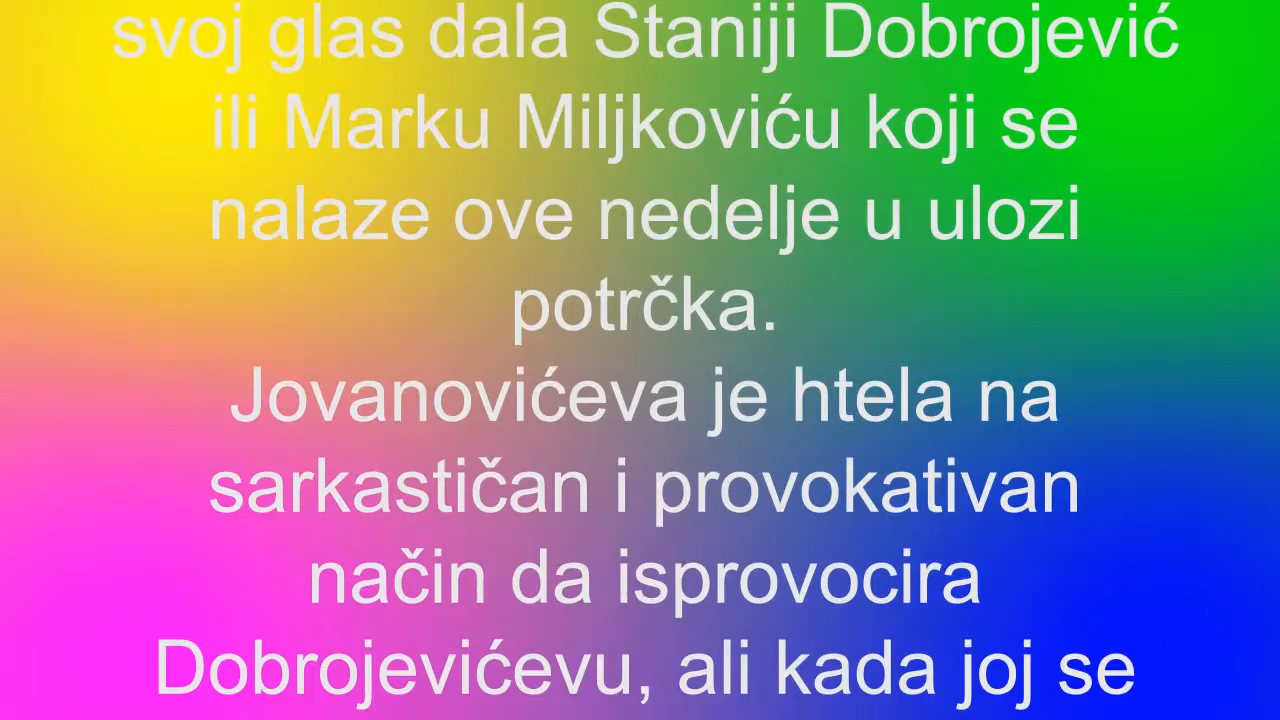 svoj glas dala Staniji Dobrojević
ili Marku Miljkoviću koji se
nalaze ove nedelje u ulozi
potrčka.
Jovanovićeva je htela na
sarkastičan i provokativan
način da isprovocira
Dobrojevićevu, ali kada joj se